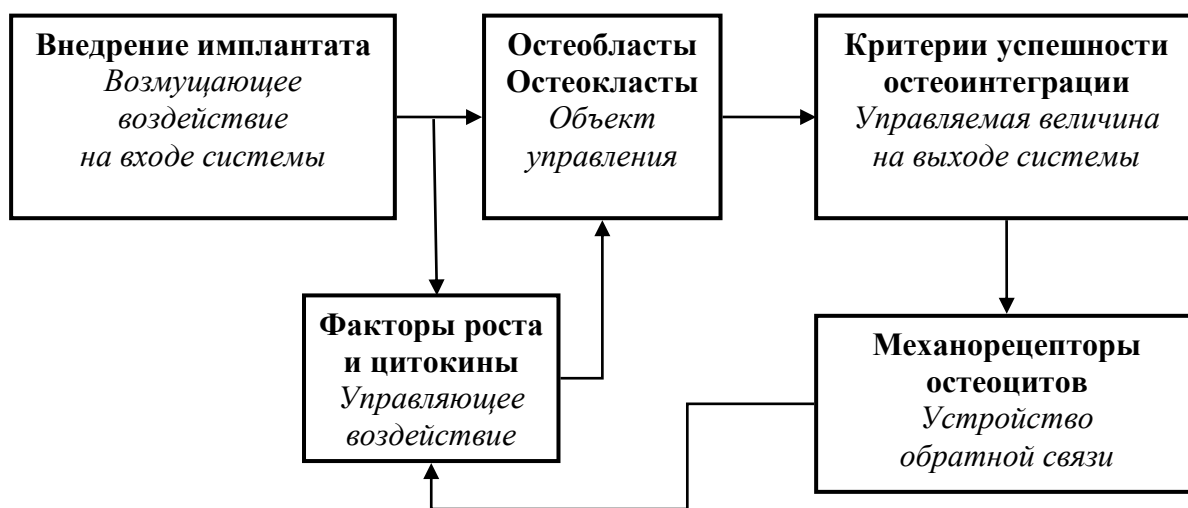 Внедрение имплантата
Возмущающее
воздействие
на входе системы
Остеобласты
Остеокласты
Объект
управления
Критерии успешности
остеоинтеграции
Управляемая величина
на выходе системы
Факторы роста
и цитокины
Управляющее
воздействие
Механорецепторы
остеоцитов
Устройство
обратной связи